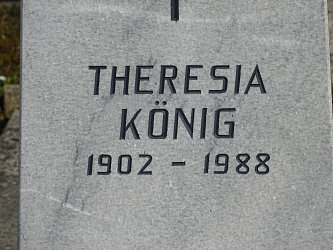 THERESIA
KÖNIG
1902 - 1988